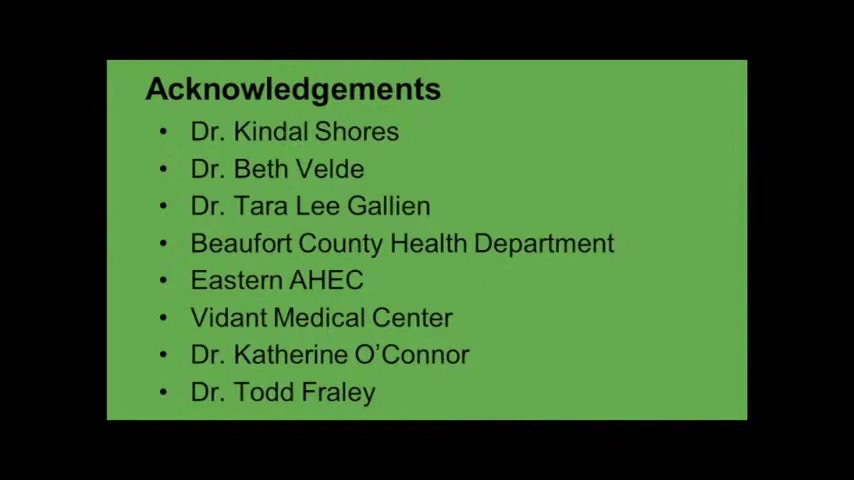 Acknowledgements
• Dr. Kindal Shores
• Dr. Beth Velde
• Dr. Tara Lee Gallien
• Beaufort County Health Department
• Eastern AHEC
• Vidant Medical Center
• Dr. Katherine O’Connor
• Dr. Todd Fraley